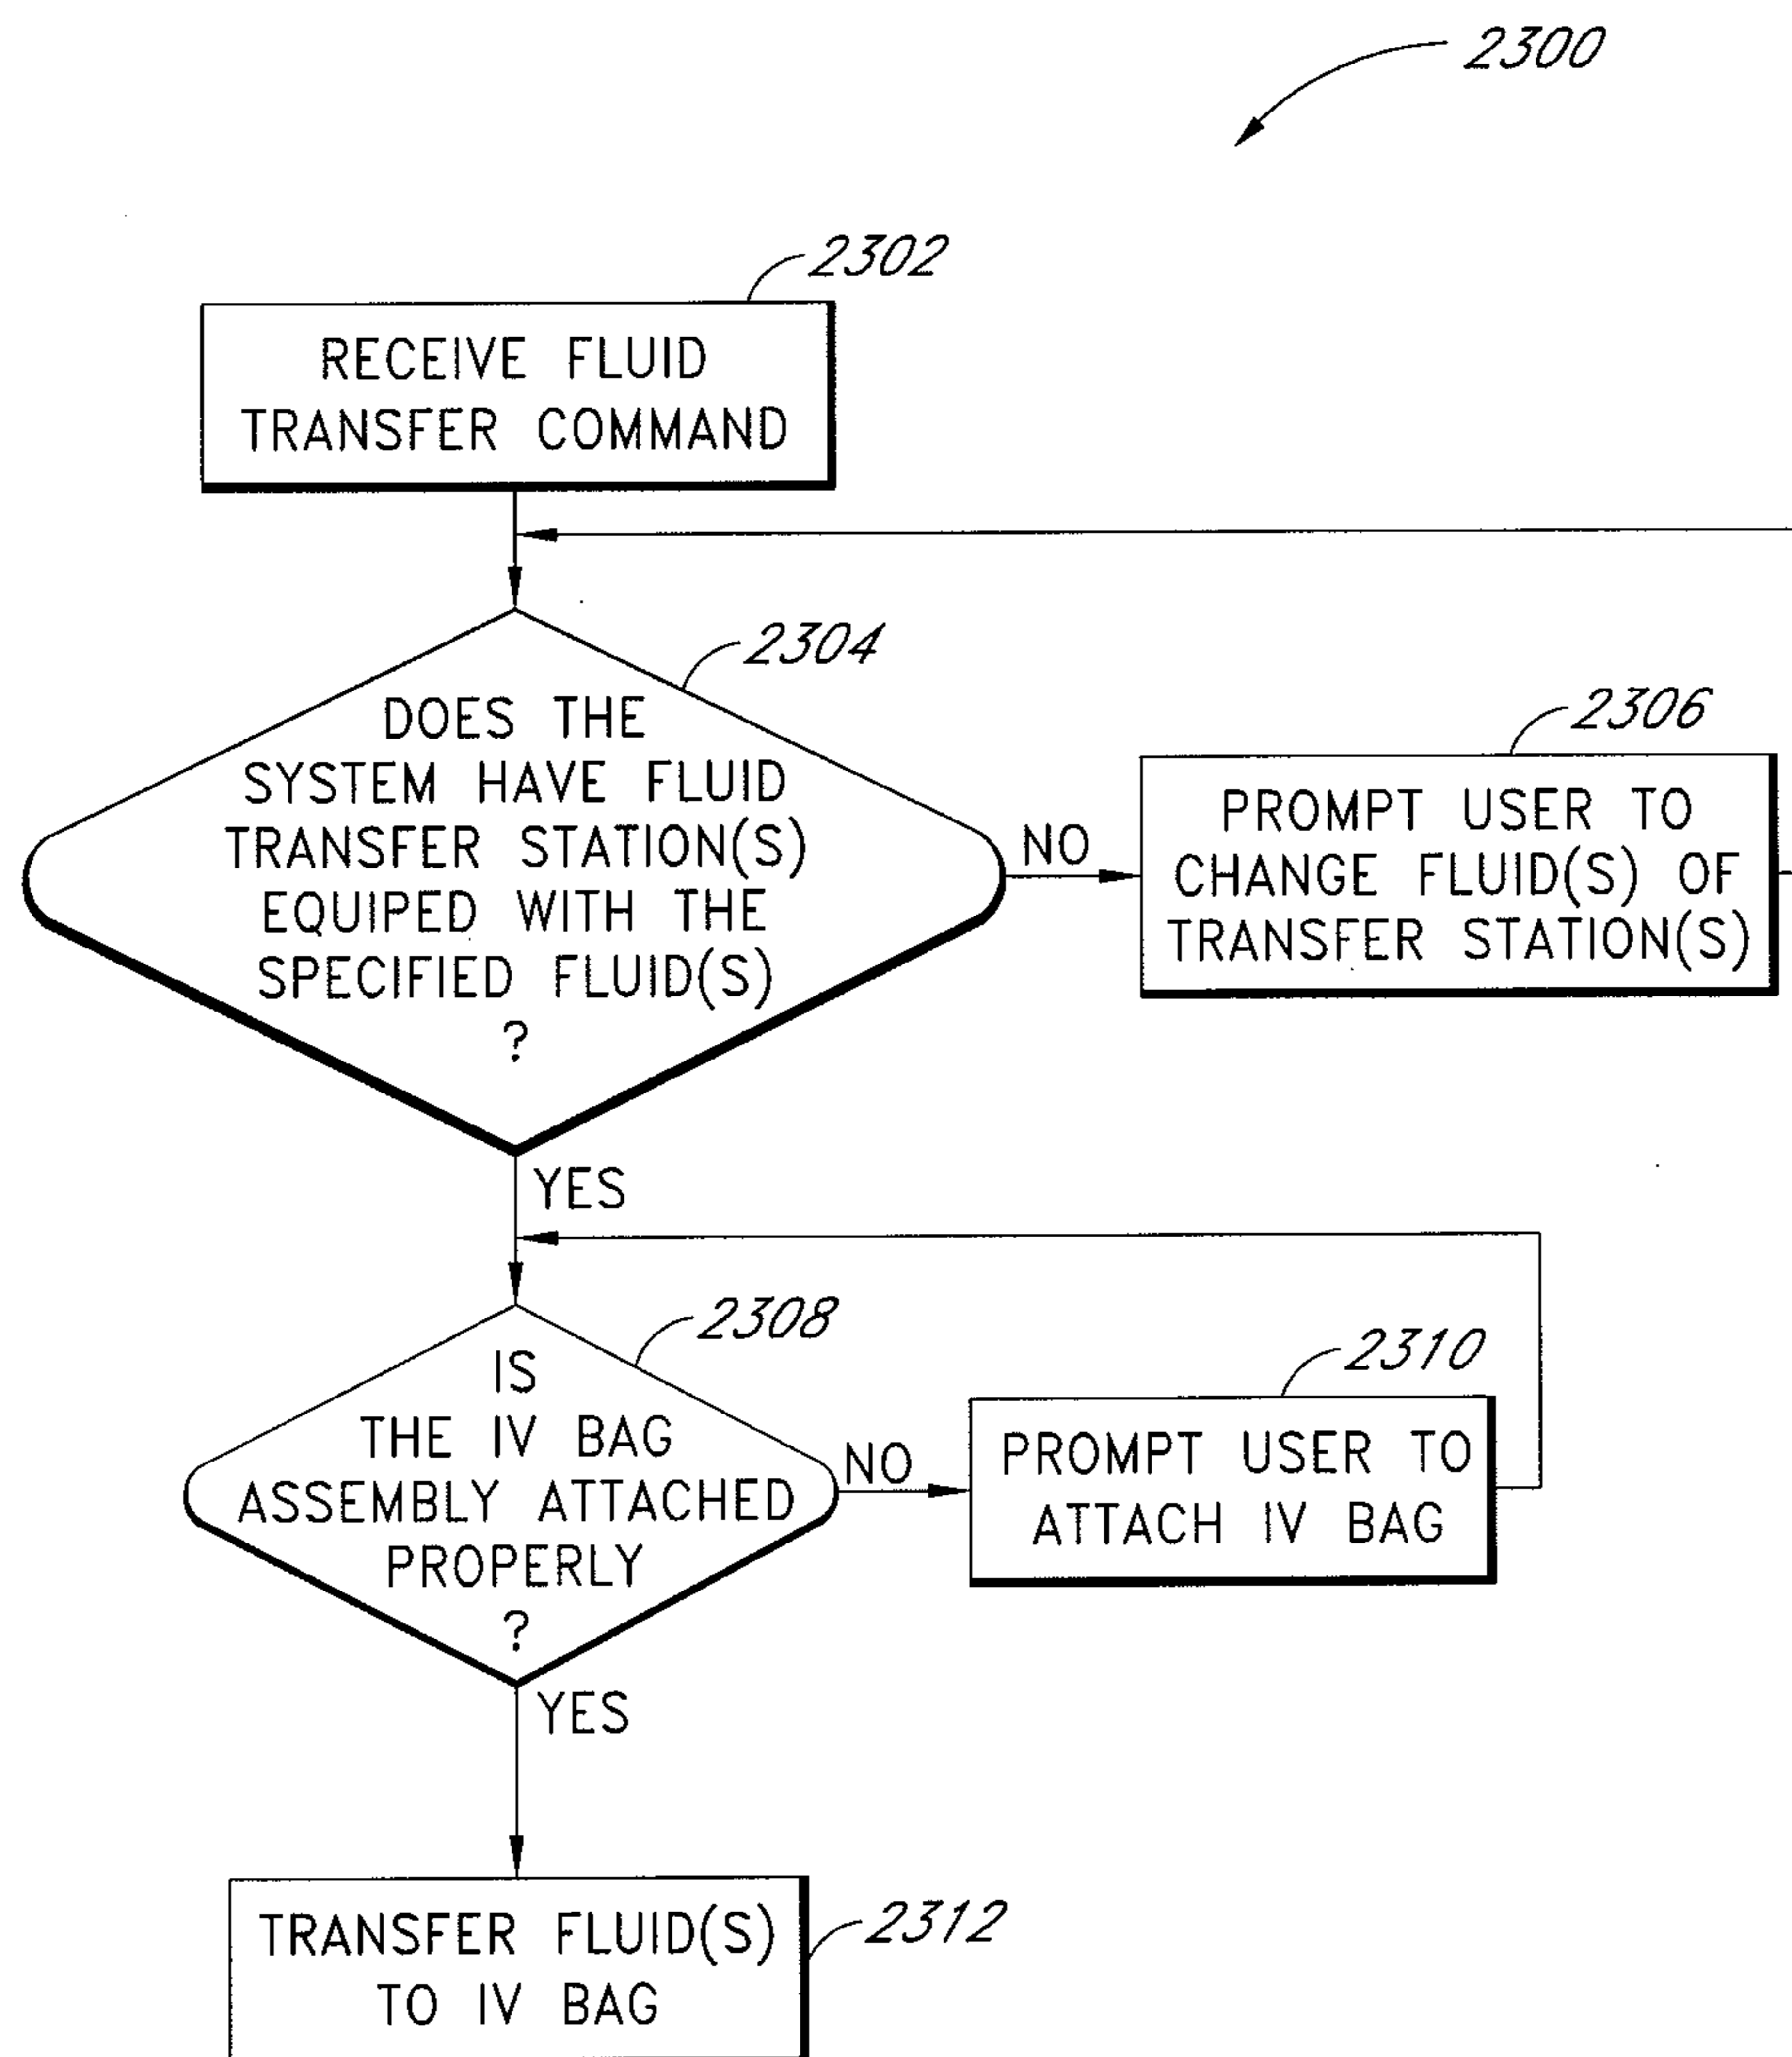 2300
2302
RECEIVE FLUID
TRANSFER COMMAND
2304
DOES THE
SYSTEM HAVE FLUID
TRANSFER STATION(S)
EQUIPED WITH THE
SPECIFIED FLUID(S)
?
NO
2306
PROMPT USER TO
CHANGE FLUID(S) OF
TRANSFER STATION(S)
YES
2308
IS
THE IV BAG
ASSEMBLY ATTACHED
PROPERLY
?
NO
2310
PROMPT USER TO
ATTACH IV BAG
YES
2312
TRANSFER FLUID(S)
TO IV BAG